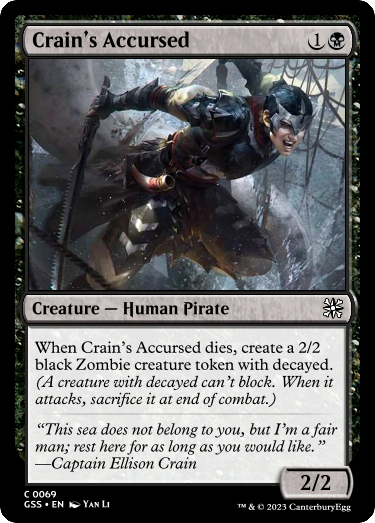 Crain's Accursed 1
Creature — Human Pirate
When Crain's Accursed dies, create a 2/2
black Zombie creature token with decayed.
(A creature with decayed can't block. When it
attacks, sacrifice it at end of combat.)
"This sea does not belong to you, but I'm a fair
man; rest here for as long as you would like."
—Captain Ellison Crain
2/2
C 0069
GSS • EN Yan Li
™ & © 2023 CanterburyEgg